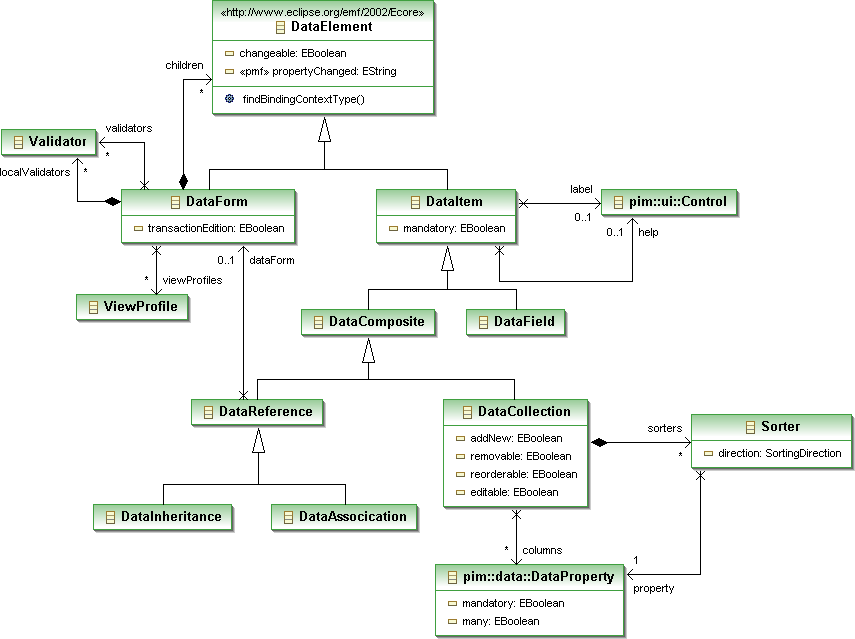 «http://www.eclipse.org/emf/2002/Ecore»
DataElement
changeable: EBoolean
«pmf» propertyChanged: EString
findBindingContextType()
children
*
Validator
validators
*
localValidators
*
DataForm
transactionEdition: EBoolean
DataItem
mandatory: EBoolean
label
0..1
pim::ui::Control
0..1
help
0..1
dataForm
*
viewProfiles
ViewProfile
DataComposite
DataField
DataReference
DataCollection
addNew: EBoolean
removable: EBoolean
reorderable: EBoolean
editable: EBoolean
sorters
*
Sorter
direction: SortingDirection
DataInheritance
DataAssocication
*
columns
1
property
pim::data::DataProperty
mandatory: EBoolean
many: EBoolean